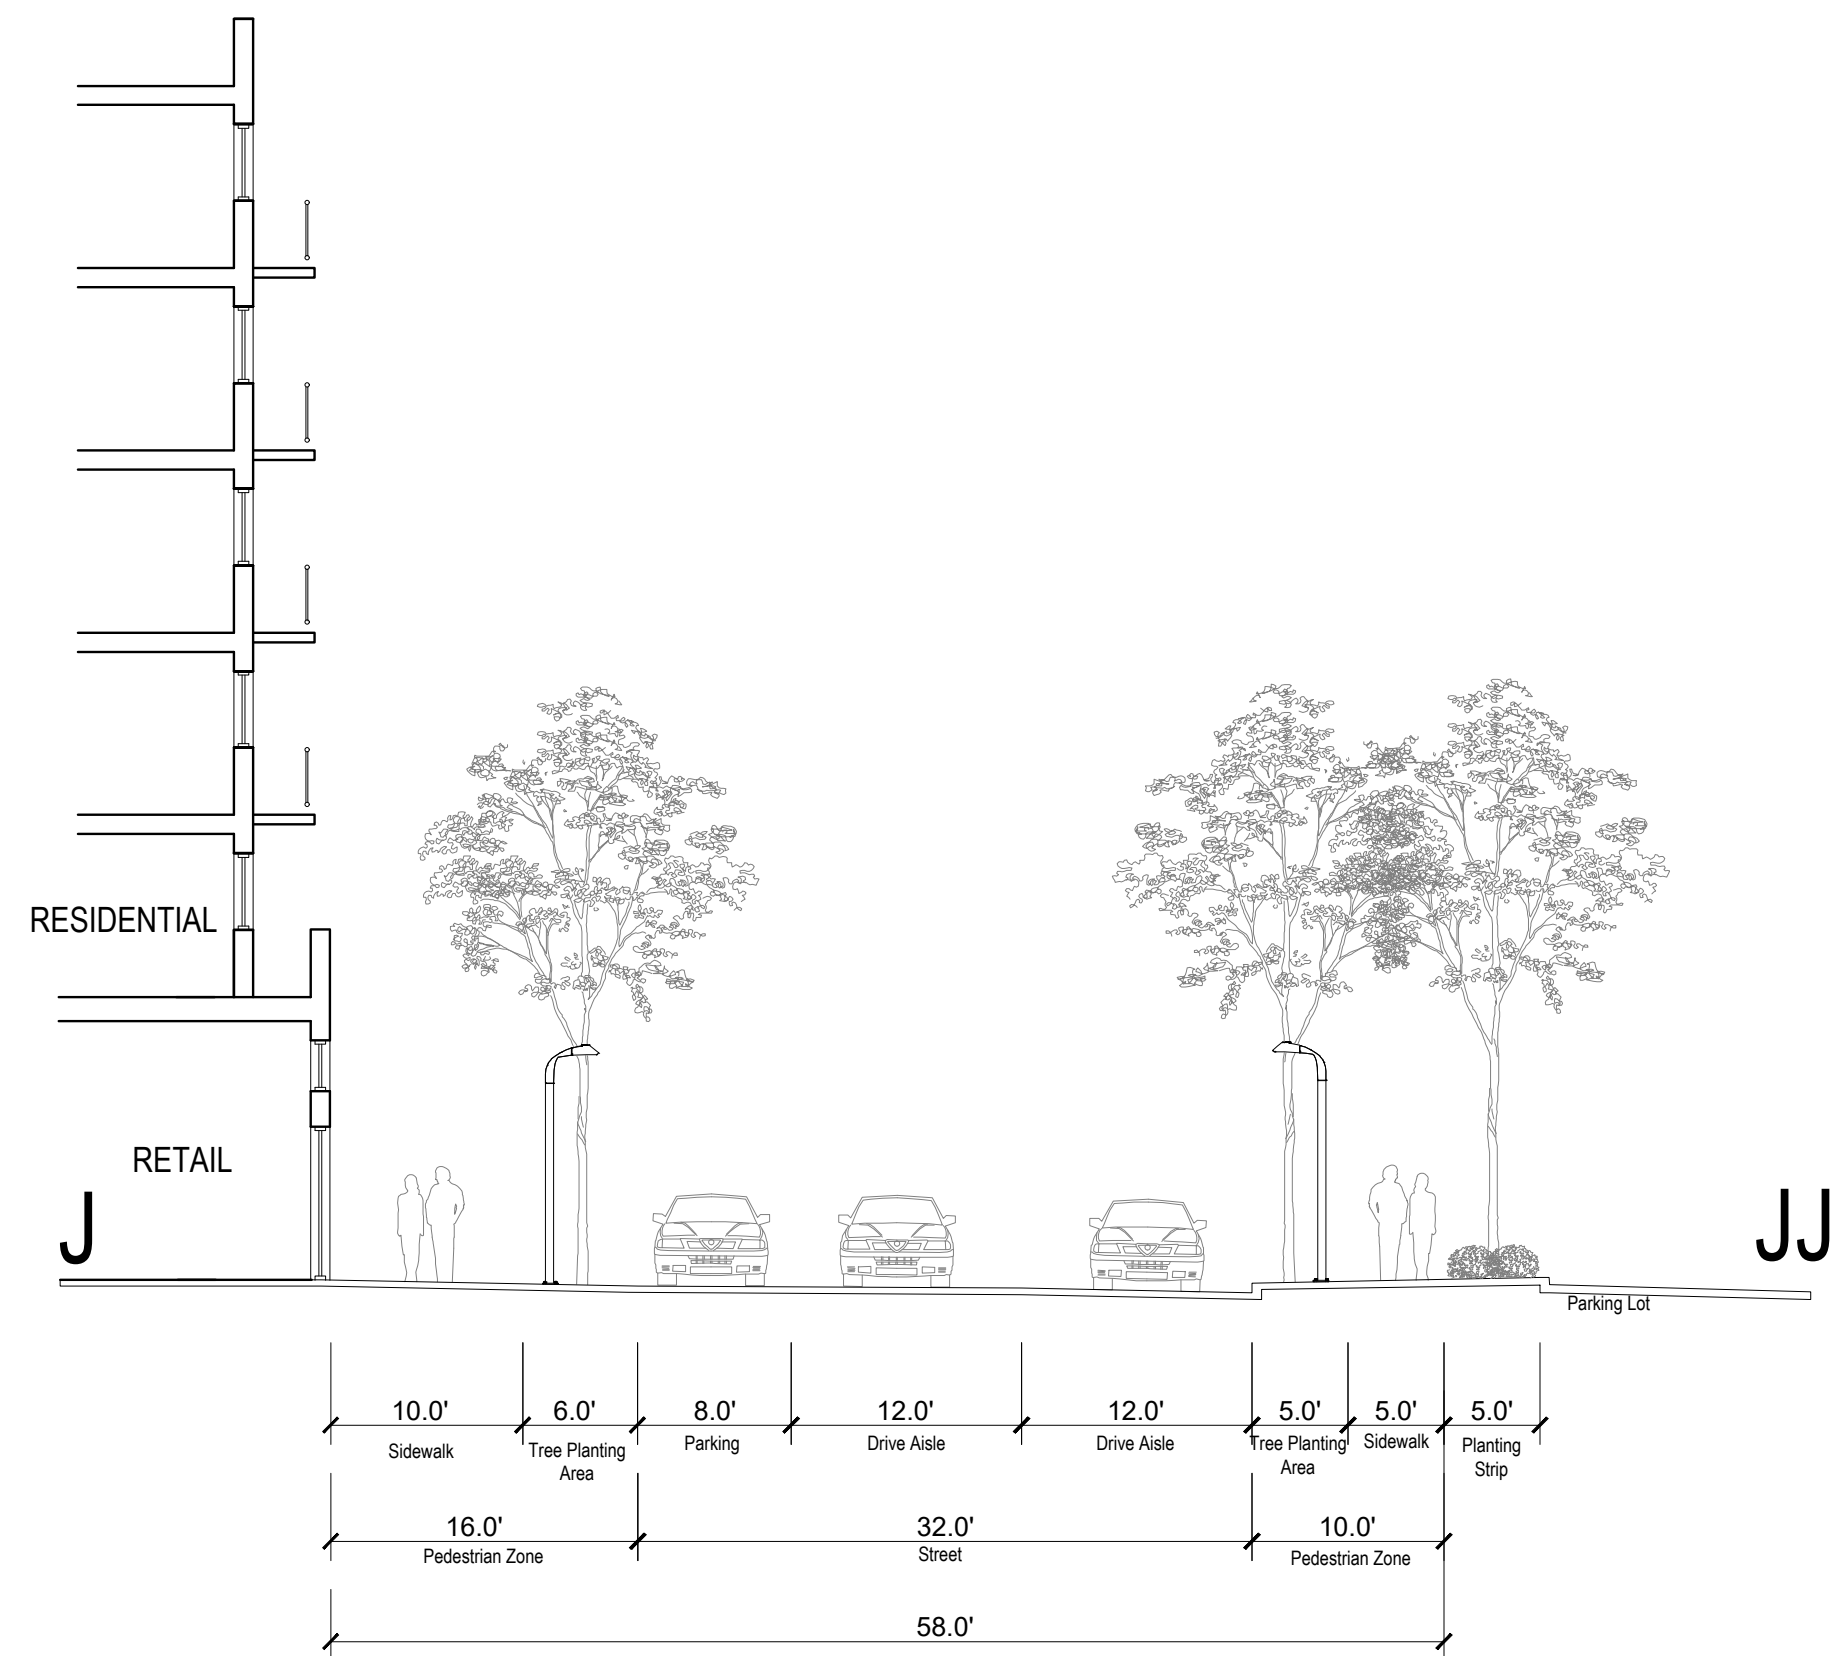 RESIDENTIAL
RETAIL
J
JJ
Parking Lot
10.0' 6.0' 8.0' 12.0' 12.0' 5.0' 5.0' 5.0'
Sidewalk Tree Planting Parking Drive Aisle Drive Aisle Tree Planting Sidewalk Planting
Area Area Strip
16.0' 32.0' 10.0'
Pedestrian Zone Street Pedestrian Zone
58.0'